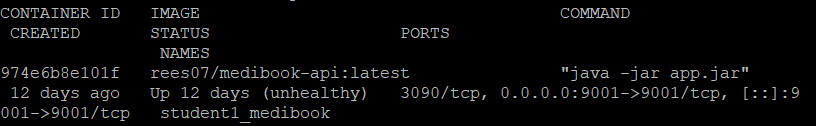 CONTAINER ID   IMAGE                                    COMMAND
 CREATED       STATUS                    PORTS
                NAMES
974e6b8e101f   rees07/medibook-api:latest               "java -jar app.jar"
 12 days ago   Up 12 days (unhealthy)   3090/tcp, 0.0.0.0:9001->9001/tcp, [::]:9
001->9001/tcp   student1_medibook